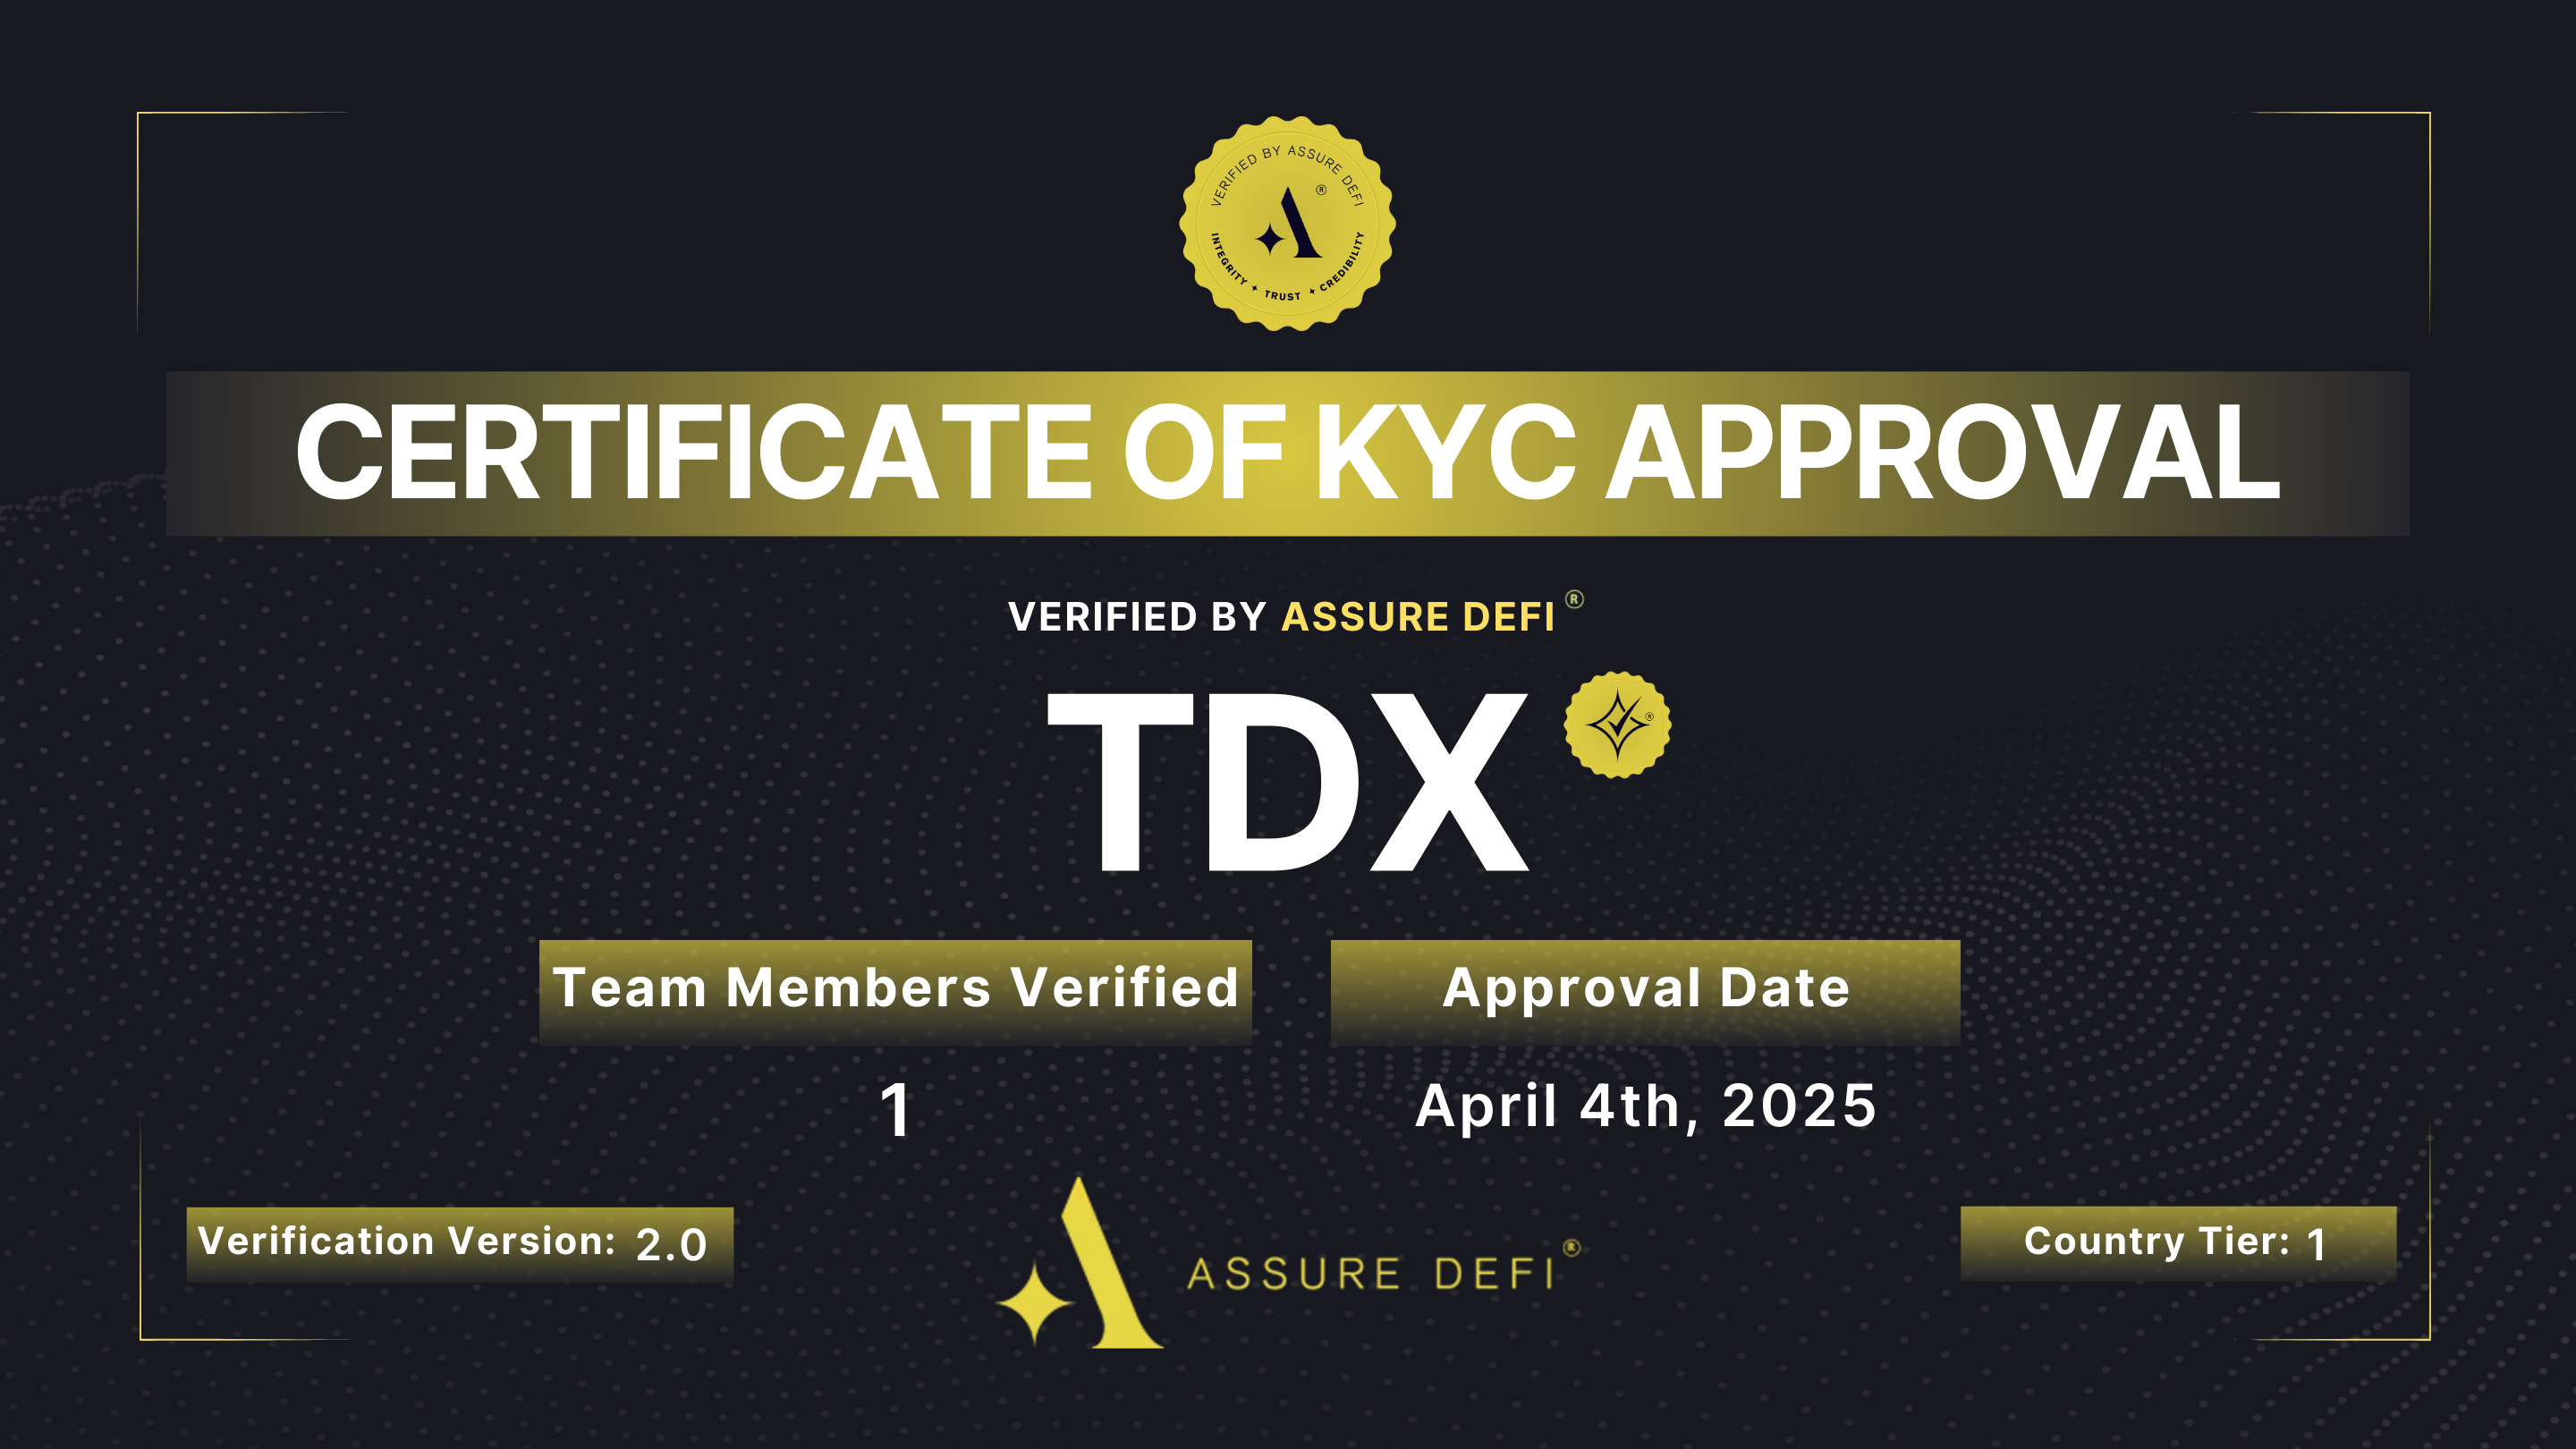 VERIFIED BY ASSURE DEFI
A ®
INTEGRITY ✦ TRUST ✦ CREDIBILITY
CERTIFICATE OF KYC APPROVAL
VERIFIED BY ASSURE DEFI ®
TDX ®
Team Members Verified
1
Approval Date
April 4th, 2025
Verification Version: 2.0
ASSURE DEFI ®
Country Tier: 1